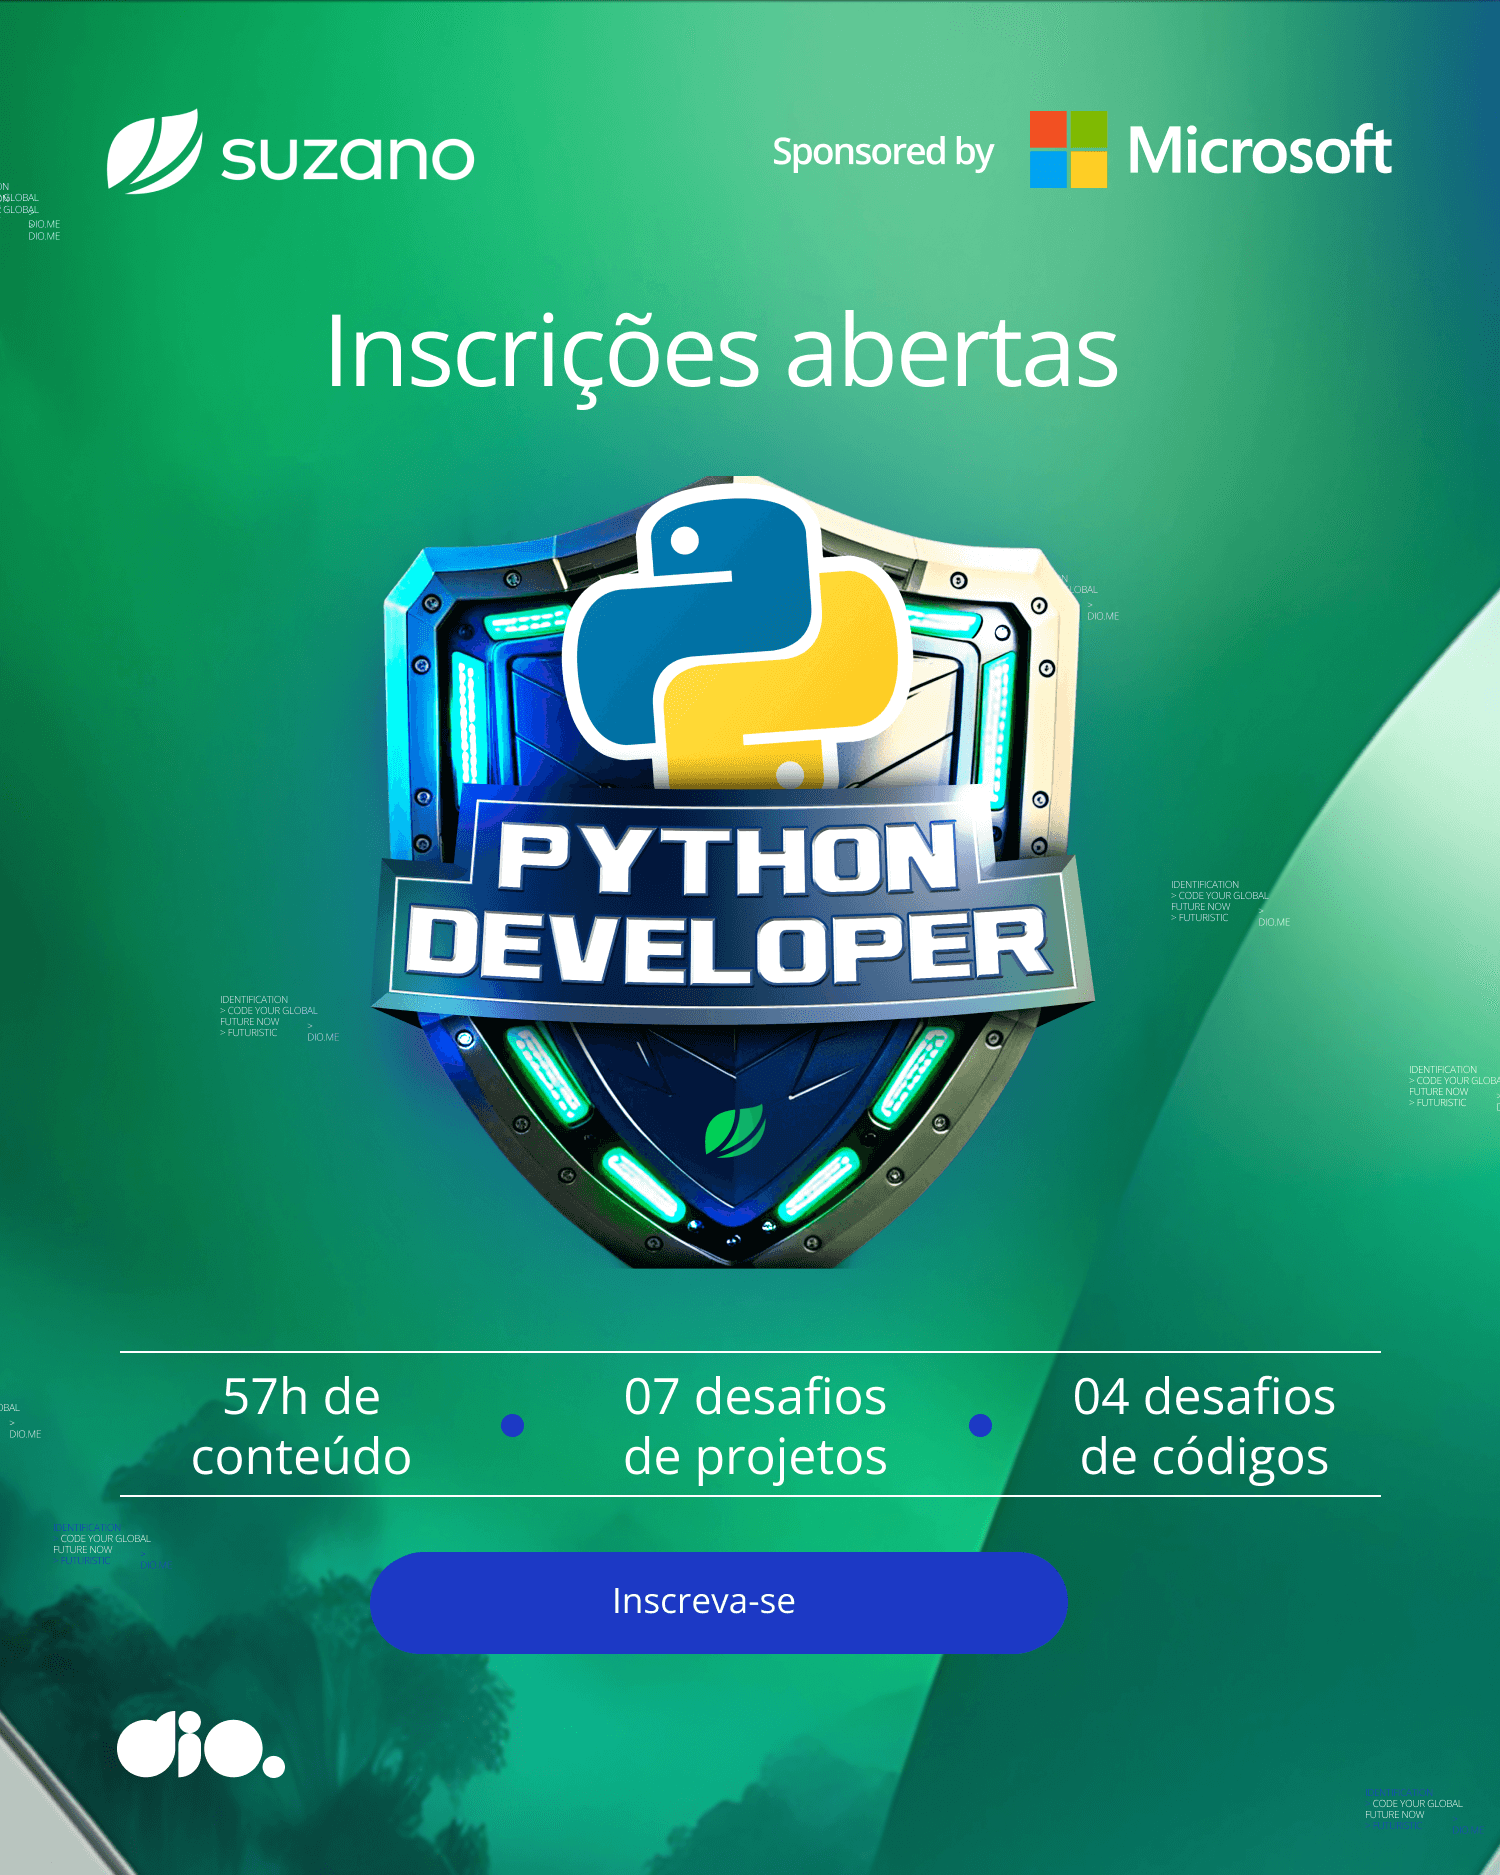 suzano
Sponsored by
Microsoft
ON
GLOBAL
R GLOBAL
>
DIO.ME
DIO.ME
Inscrições abertas
GLOBAL
>
DIO.ME
PYTHON
DEVELOPER
IDENTIFICATION
> CODE YOUR GLOBAL
FUTURE NOW
> FUTURISTIC
>
DIO.ME
IDENTIFICATION
> CODE YOUR GLOBAL
FUTURE NOW
> FUTURISTIC
>
DIO.ME
IDENTIFICATION
> CODE YOUR GLOBA
FUTURE NOW
> FUTURISTIC
57h de
conteúdo
07 desafios
de projetos
04 desafios
de códigos
OBAL
>
DIO.ME
IDENTIFICATION
CODE YOUR GLOBAL
FUTURE NOW
> FUTURISTIC
DIO.ME
Inscreva-se
dio.
CODE YOUR GLOBAL
FUTURE NOW
> FUTURISTIC